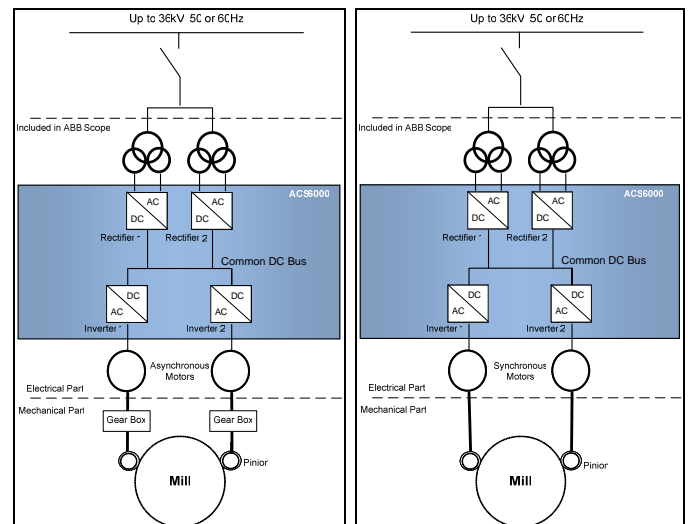 Up to 36kV 50 or 60Hz
Included in ABB Scope
ACS6000
AC
DC
AC
DC
Rectifier 1
Rectifier 2
Common DC Bus
DC
AC
DC
AC
Inverter 1
Inverter 2
Asynchronous
Motors
Electrical Part
Mechanical Part
Gear Box
Gear Box
Pinior
Mill
Up to 36kV 50 or 60Hz
Included in ABB Scope
ACS6000
AC
DC
AC
DC
Rectifier 1
Rectifier 2
Common DC Bus
DC
AC
DC
AC
Inverter 1
Inverter 2
Synchronous
Motors
Electrical Part
Mechanical Part
Pinior
Mill